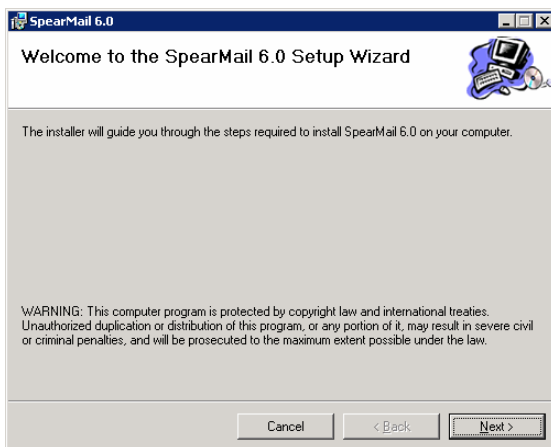 SpearMail 6.0
Welcome to the SpearMail 6.0 Setup Wizard
The installer will guide you through the steps required to install SpearMail 6.0 on your computer.
WARNING: This computer program is protected by copyright law and international treaties.
Unauthorized duplication or distribution of this program, or any portion of it, may result in severe civil
or criminal penalties, and will be prosecuted to the maximum extent possible under the law.
Cancel < Back Next >